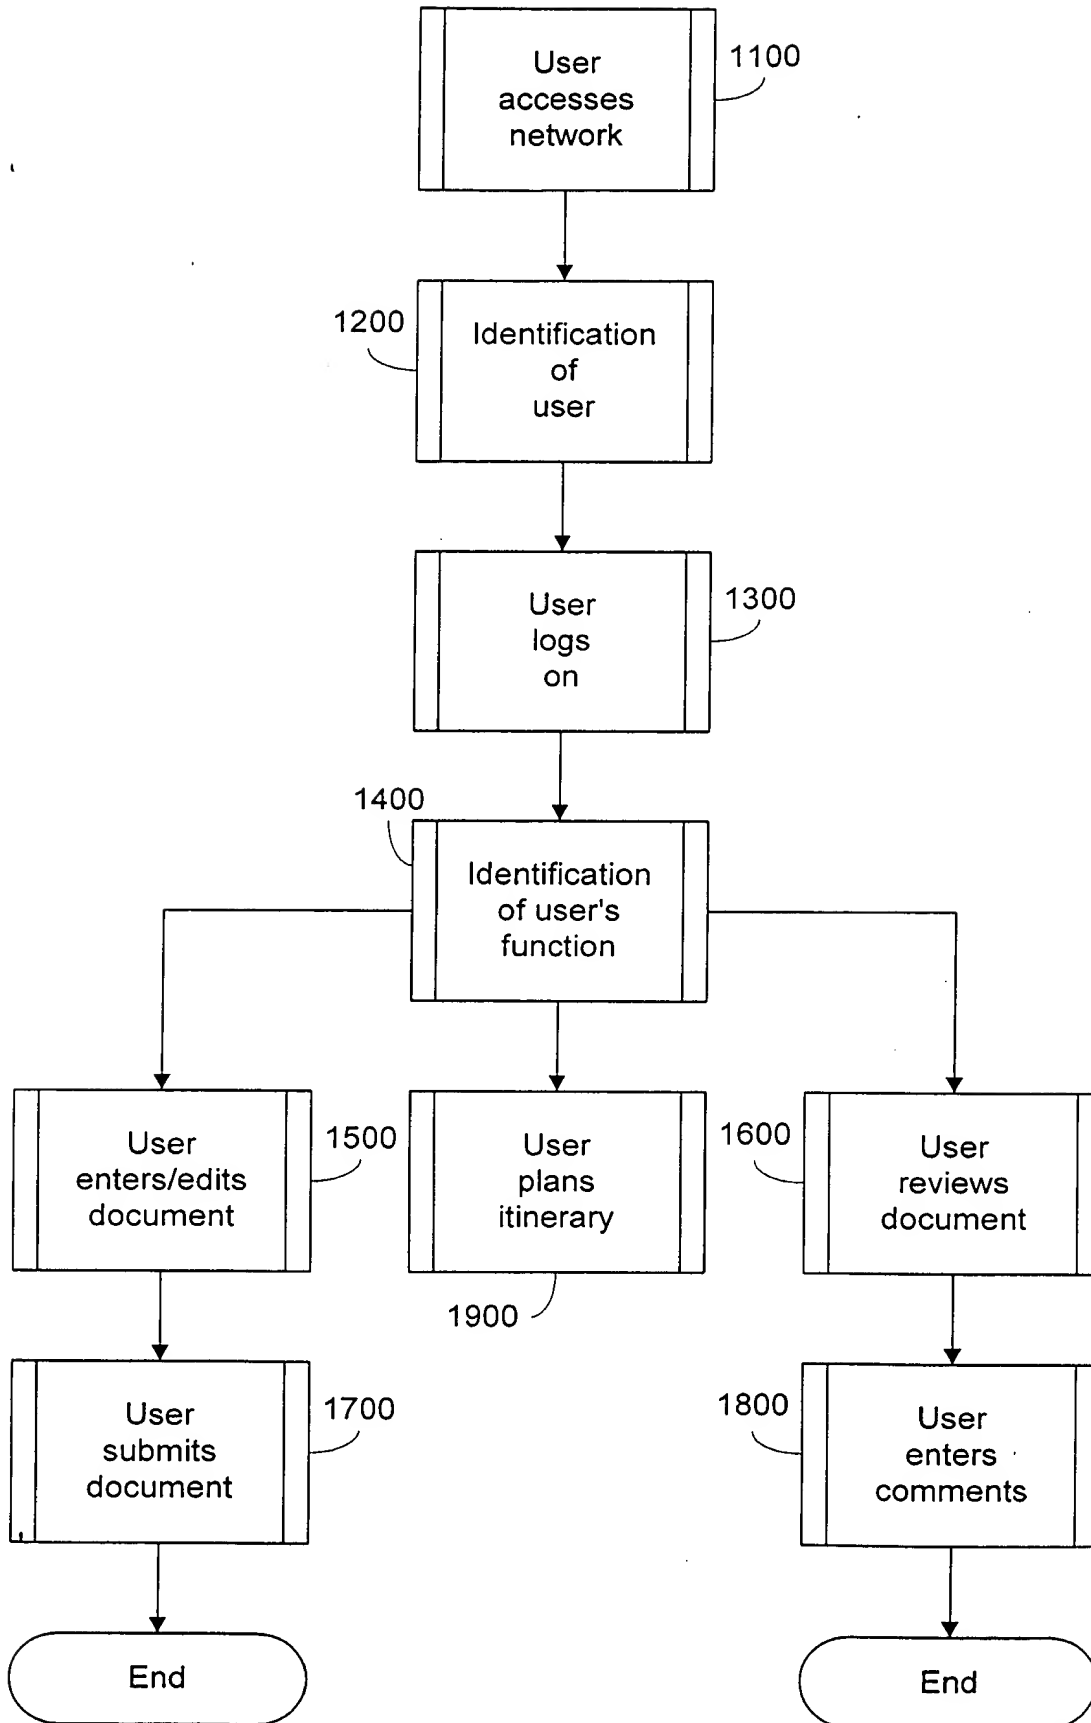 User
accesses
network
1100
1200
Identification
of
user
User
logs
on
1300
1400
Identification
of user's
function
User
enters/edits
document
1500
User
plans
itinerary
1900
1600
User
reviews
document
User
submits
document
1700
1800
User
enters
comments
End
End